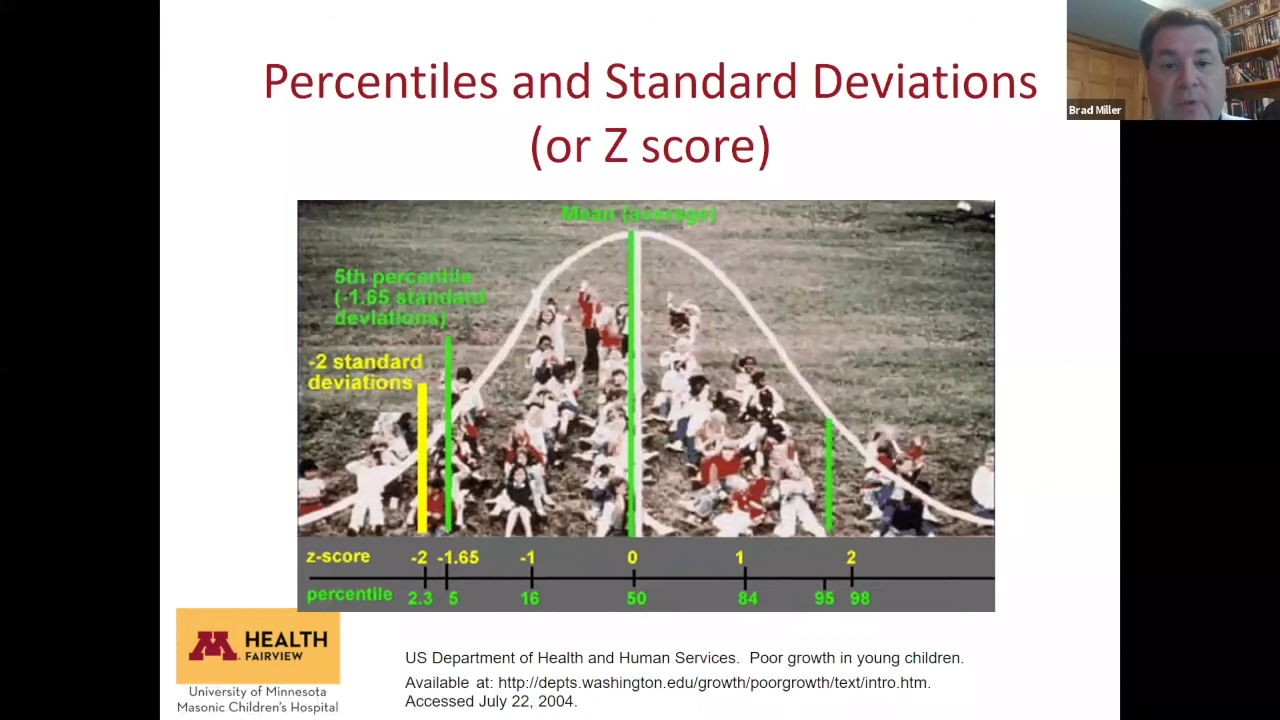 Percentiles and Standard Deviations
(or Z score)
Brad Miller
Mean (average)
5th percentile
(-1.65 standard
deviations)
-2 standard
deviations
z-score -2 -1.65 -1 0 1 2
percentile 2.3 5 16 50 84 95 98
M HEALTH
FAIRVIEW
University of Minnesota
Masonic Children's Hospital
US Department of Health and Human Services. Poor growth in young children.
Available at: http://depts.washington.edu/growth/poorgrowth/text/intro.htm.
Accessed July 22, 2004.